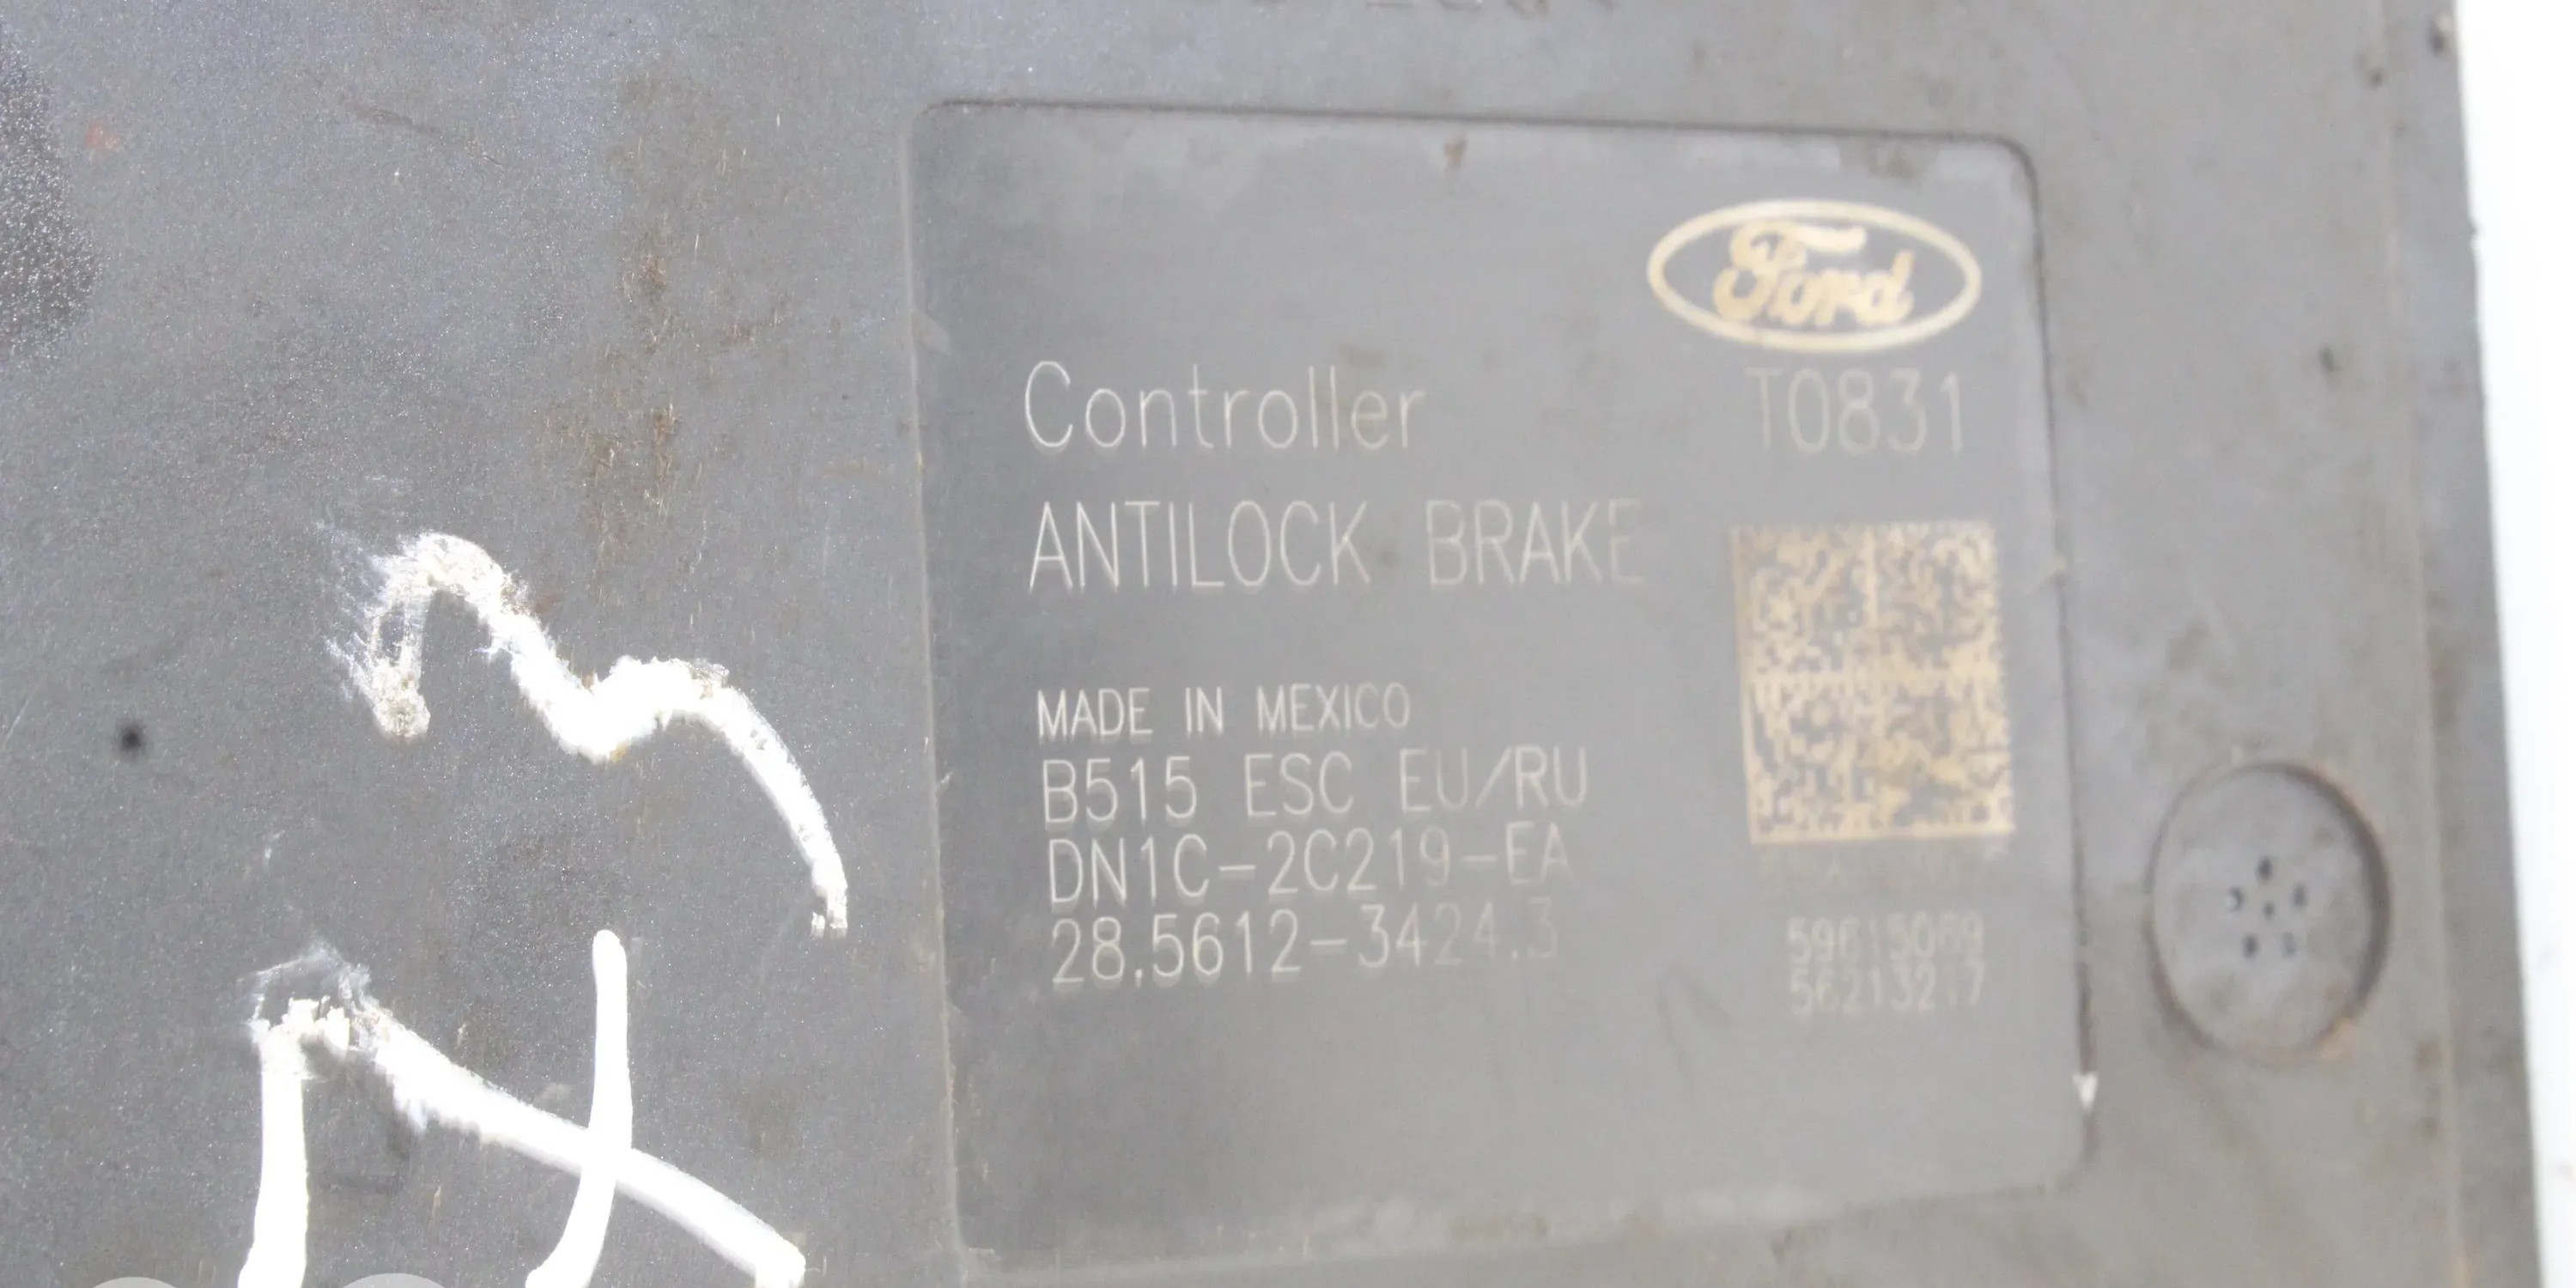 Ford
Controller T0831
ANTILOCK BRAKE
MADE IN MEXICO
B515 ESC EU/RU
DN1C-2C219-EA
28.5612-3424.3